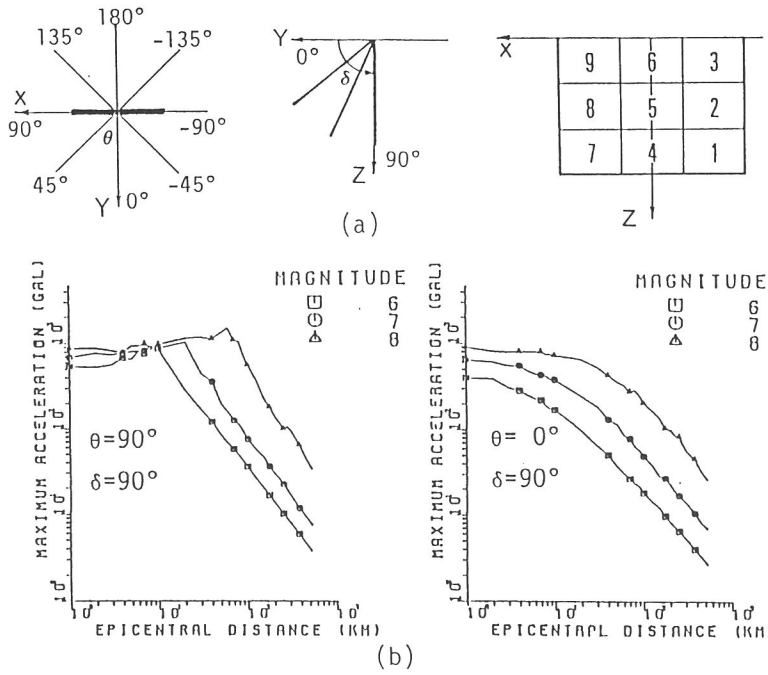 180°
135° -135°
X
90° -90°
θ
45° -45°
Y 0°
Y
0°
δ
Z 90°
X
9 6 3
8 5 2
7 4 1
Z
(a)
MAXIMUM ACCELERATION (GAL)
MAGNITUDE
6
7
8
θ=90°
δ=90°
EPICENTRAL DISTANCE (KM)
MAXIMUM ACCELERATION (GAL)
MAGNITUDE
6
7
8
θ= 0°
δ=90°
EPICENTAPL DISTANCE (KM
(b)